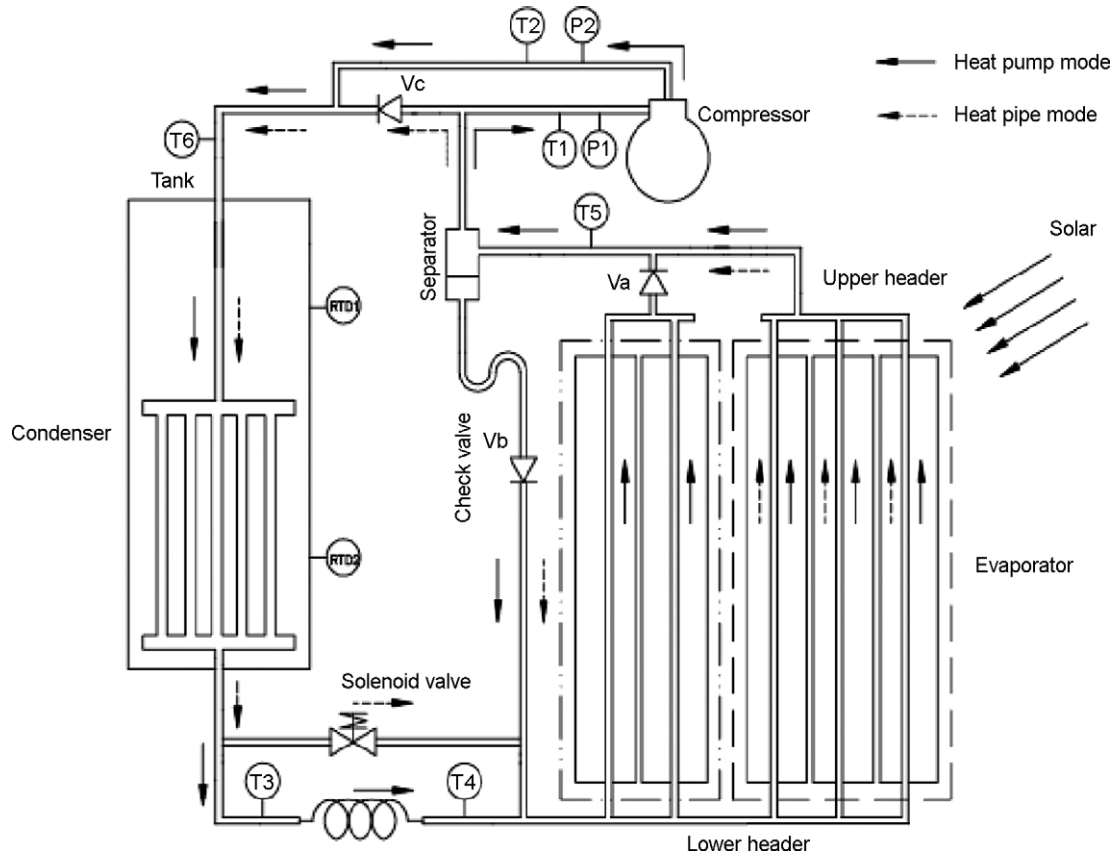 T2
P2
Heat pump mode
Vc
Compressor
Heat pipe mode
T6
T1
P1
Tank
T5
Solar
Separator
Va
Upper header
RTD1
Condenser
Check valve
Vb
RTD2
Evaporator
Solenoid valve
T3
T4
Lower header